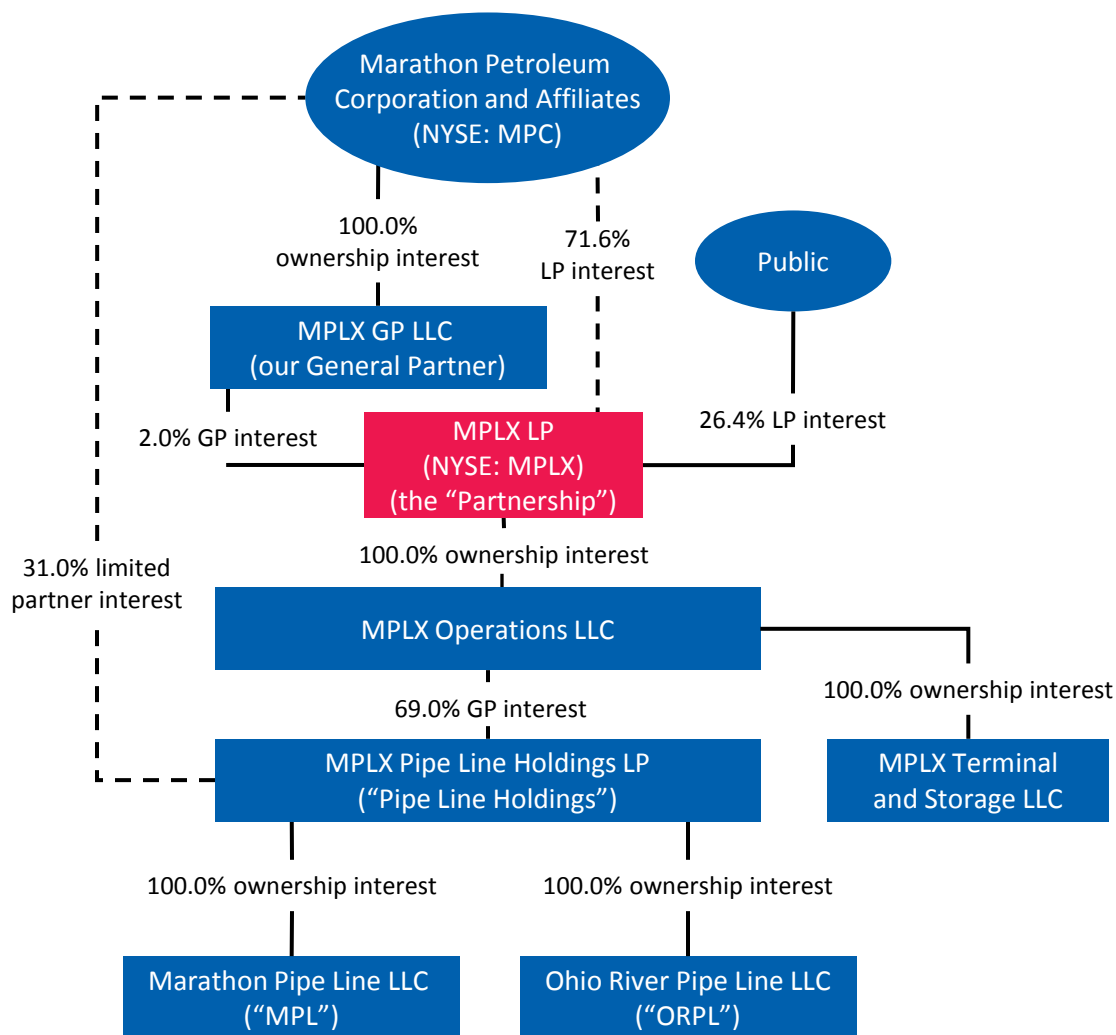 Marathon Petroleum
Corporation and Affiliates
(NYSE: MPC)
100.0%
ownership interest
71.6%
LP interest
Public
MPLX GP LLC
(our General Partner)
2.0% GP interest
MPLX LP
(NYSE: MPLX)
(the “Partnership”)
26.4% LP interest
100.0% ownership interest
31.0% limited
partner interest
MPLX Operations LLC
69.0% GP interest
100.0% ownership interest
MPLX Pipe Line Holdings LP
(“Pipe Line Holdings”)
MPLX Terminal
and Storage LLC
100.0% ownership interest
100.0% ownership interest
Marathon Pipe Line LLC
(“MPL”)
Ohio River Pipe Line LLC
(“ORPL”)